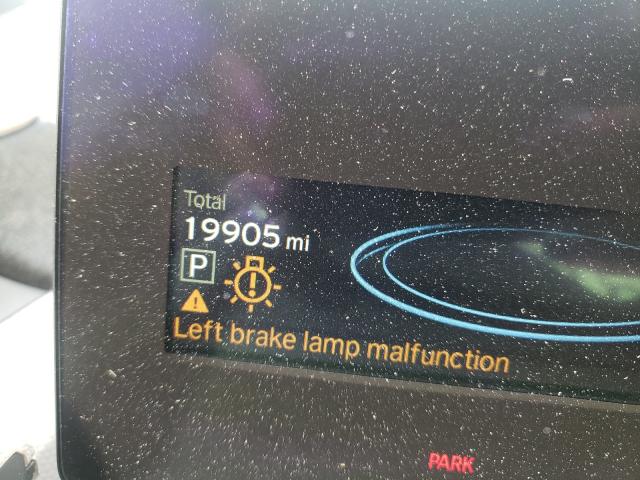 Total
19905 mi
P
Left brake lamp malfunction
PARK